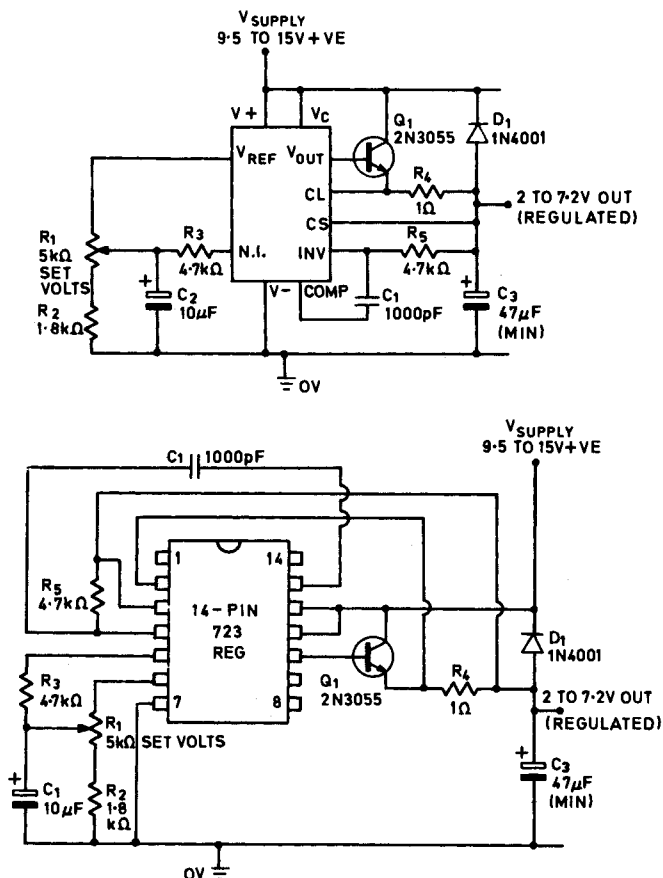 VSUPPLY
9·5 TO 15V+VE
V+
VC
Q1
2N3055
D1
1N4001
VREF
VOUT
R4
1Ω
CL
2 TO 7·2V OUT
(REGULATED)
CS
R1
5kΩ
SET
VOLTS
R3
4·7kΩ
N.I.
INV
R5
4·7kΩ
+
C2
10µF
V-
COMP
C1
1000pF
+
C3
47µF
(MIN)
R2
1·8kΩ
0V
VSUPPLY
9·5 TO 15V+VE
C1
1000pF
1
14
R5
4·7kΩ
14-PIN
723
REG
D1
1N4001
R3
4·7kΩ
Q1
2N3055
R4
1Ω
2 TO 7·2V OUT
(REGULATED)
R1
5kΩ SET VOLTS
7
8
+
C1
10µF
R2
1·8
kΩ
+
C3
47µF
(MIN)
0V